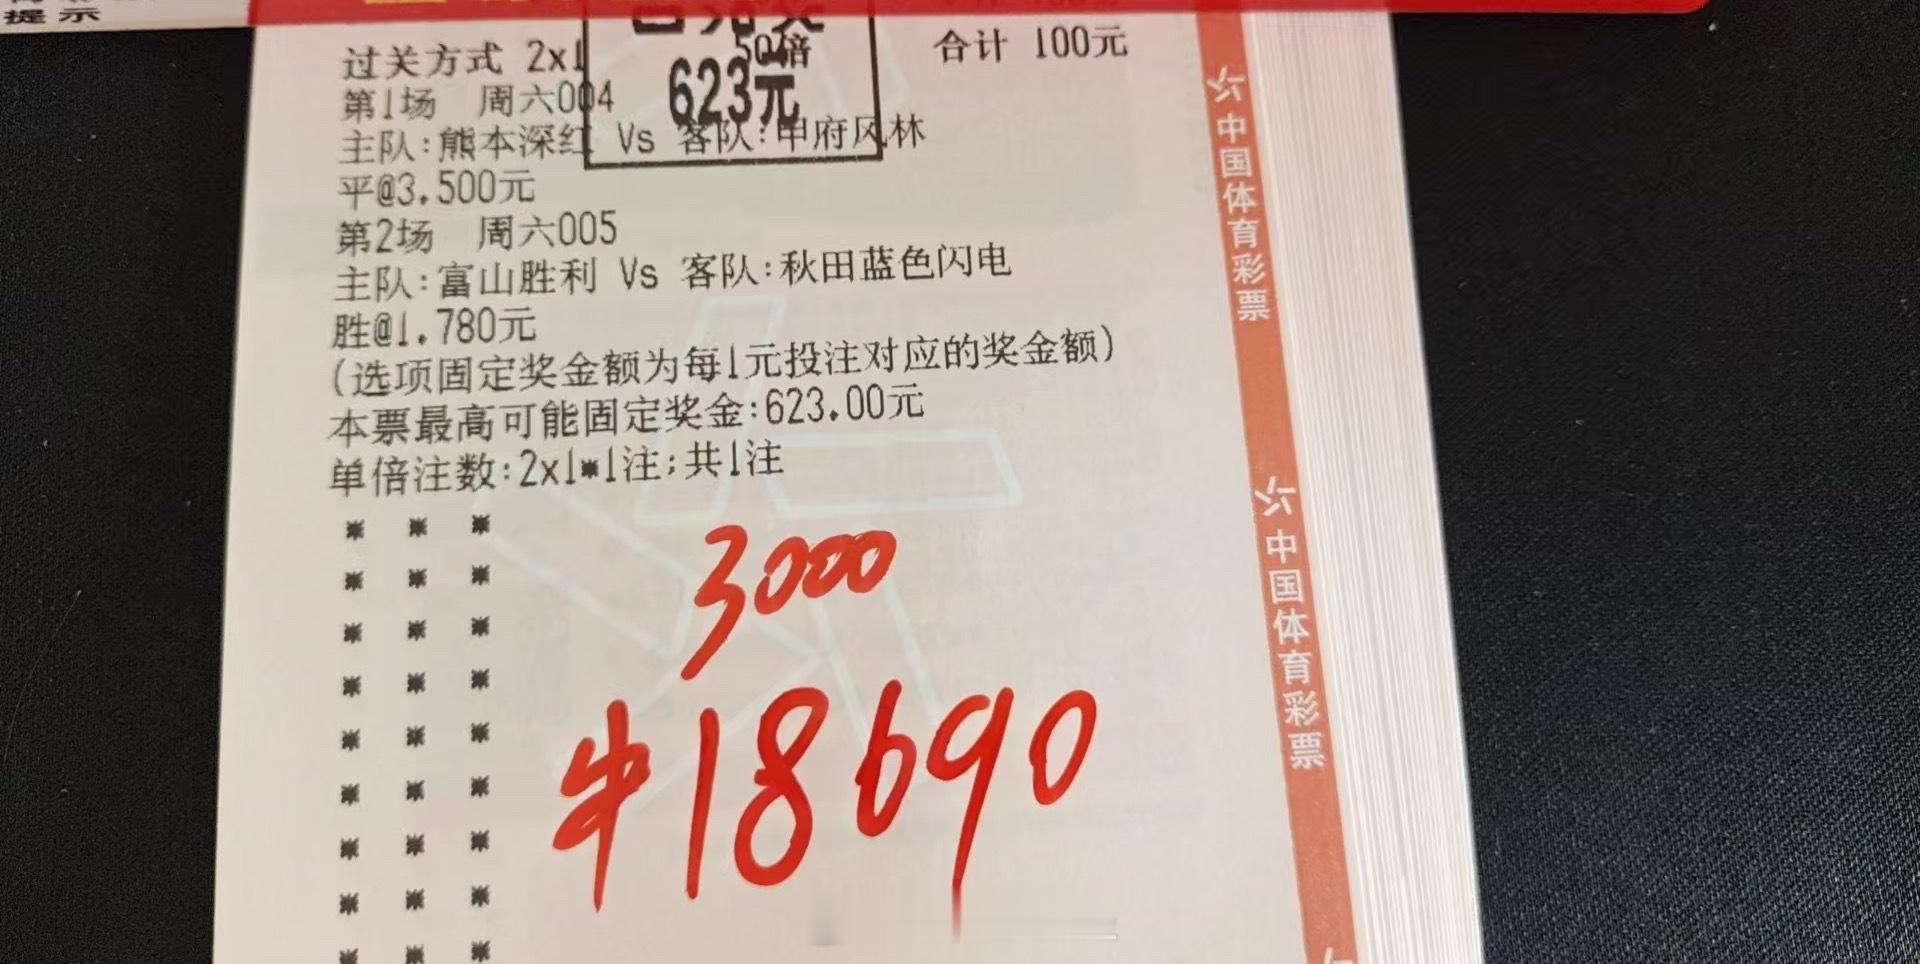 提示
过关方式 2x1
50倍
合计 100元
623元
第1场 周六004
主队:熊本深红 Vs 客队:甲府风林
平@3.500元
第2场 周六005
主队:富山胜利 Vs 客队:秋田蓝色闪电
胜@1.780元
(选项固定奖金额为每1元投注对应的奖金额)
本票最高可能固定奖金:623.00元
单倍注数:2x1*1注;共1注
3000
中18690
中国体育彩票
中国体育彩票